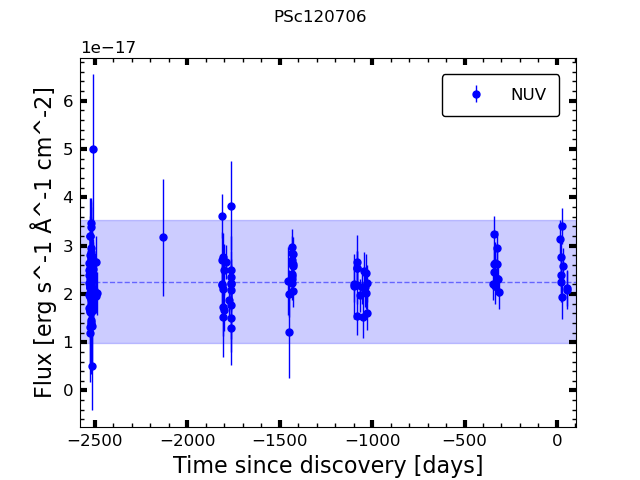 PSc120706
1e−17
NUV
6
5
4
3
2
1
0
Flux [erg s^-1 Å^-1 cm^-2]
−2500 −2000 −1500 −1000 −500 0
Time since discovery [days]